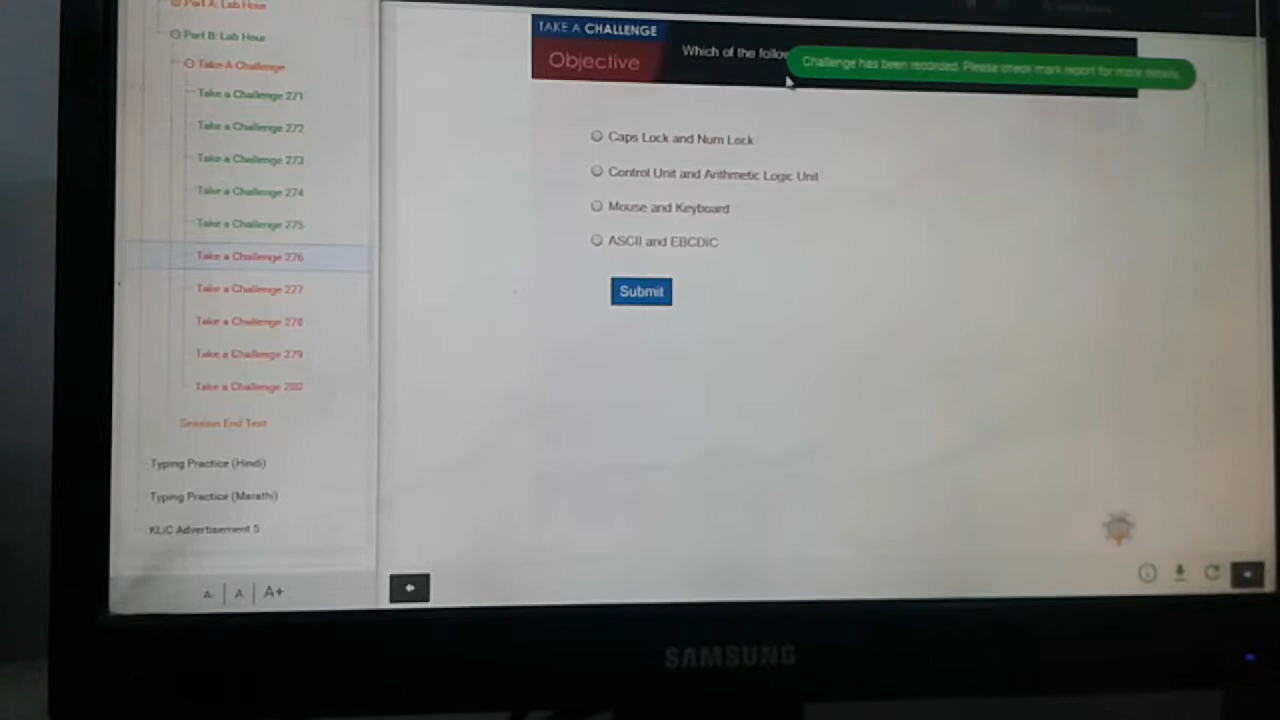 Part A: Lab Hour
Part B: Lab Hour
Take A Challenge
Take a Challenge 271
Take a Challenge 272
Take a Challenge 273
Take a Challenge 274
Take a Challenge 275
Take a Challenge 276
Take a Challenge 277
Take a Challenge 278
Take a Challenge 279
Take a Challenge 280
Session End Test
Typing Practice (Hindi)
Typing Practice (Marathi)
KLiC Advertisement 5
A- | A | A+
TAKE A CHALLENGE
Objective
Which of the follow
Challenge has been recorded. Please check mark report for more details.
Caps Lock and Num Lock
Control Unit and Arithmetic Logic Unit
Mouse and Keyboard
ASCII and EBCDIC
Submit
SAMSUNG